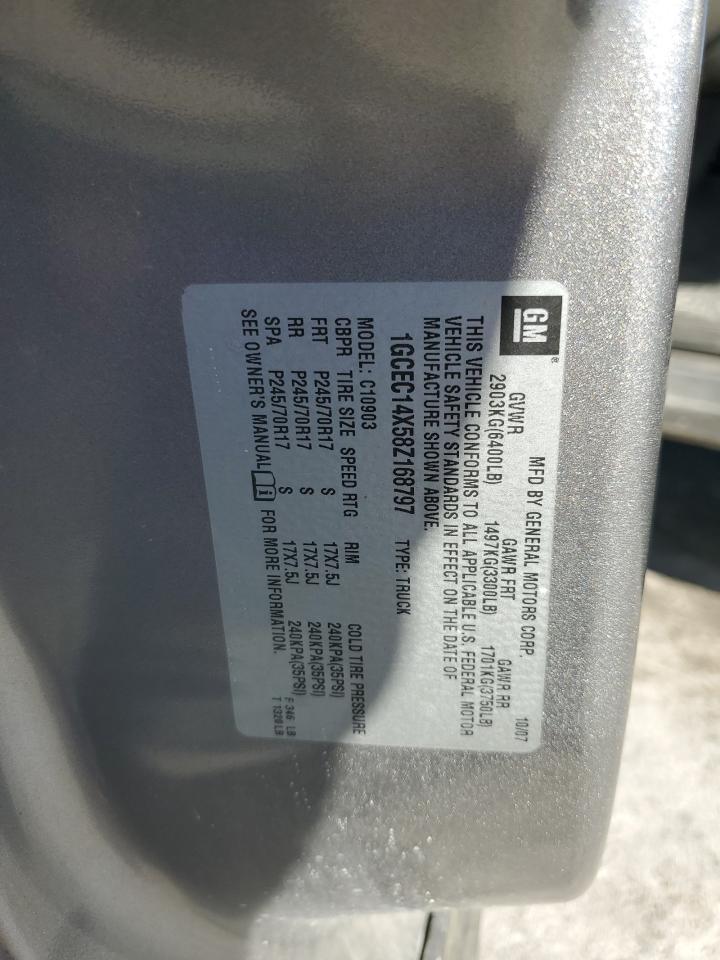 GM®
MFD BY GENERAL MOTORS CORP. 10/07
GVWR GAWR FRT GAWR RR
2903KG(6400LB) 1497KG(3300LB) 1701KG(3750LB)
THIS VEHICLE CONFORMS TO ALL APPLICABLE U.S. FEDERAL MOTOR
VEHICLE SAFETY STANDARDS IN EFFECT ON THE DATE OF
MANUFACTURE SHOWN ABOVE.
1GCEC14X58Z168797 TYPE: TRUCK
MODEL: C10903
CBPR TIRE SIZE SPEED RTG RIM COLD TIRE PRESSURE
FRT P245/70R17 S 17X7.5J 240KPA(35PSI)
RR P245/70R17 S 17X7.5J 240KPA(35PSI)
SPA P245/70R17 S 17X7.5J 240KPA(35PSI)
SEE OWNER'S MANUAL FOR MORE INFORMATION.
F 346 LB
T 1320 LB